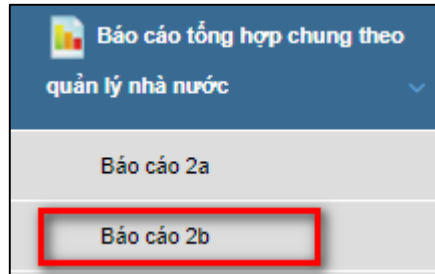 Báo cáo tổng hợp chung theo
quản lý nhà nước
Báo cáo 2a
Báo cáo 2b